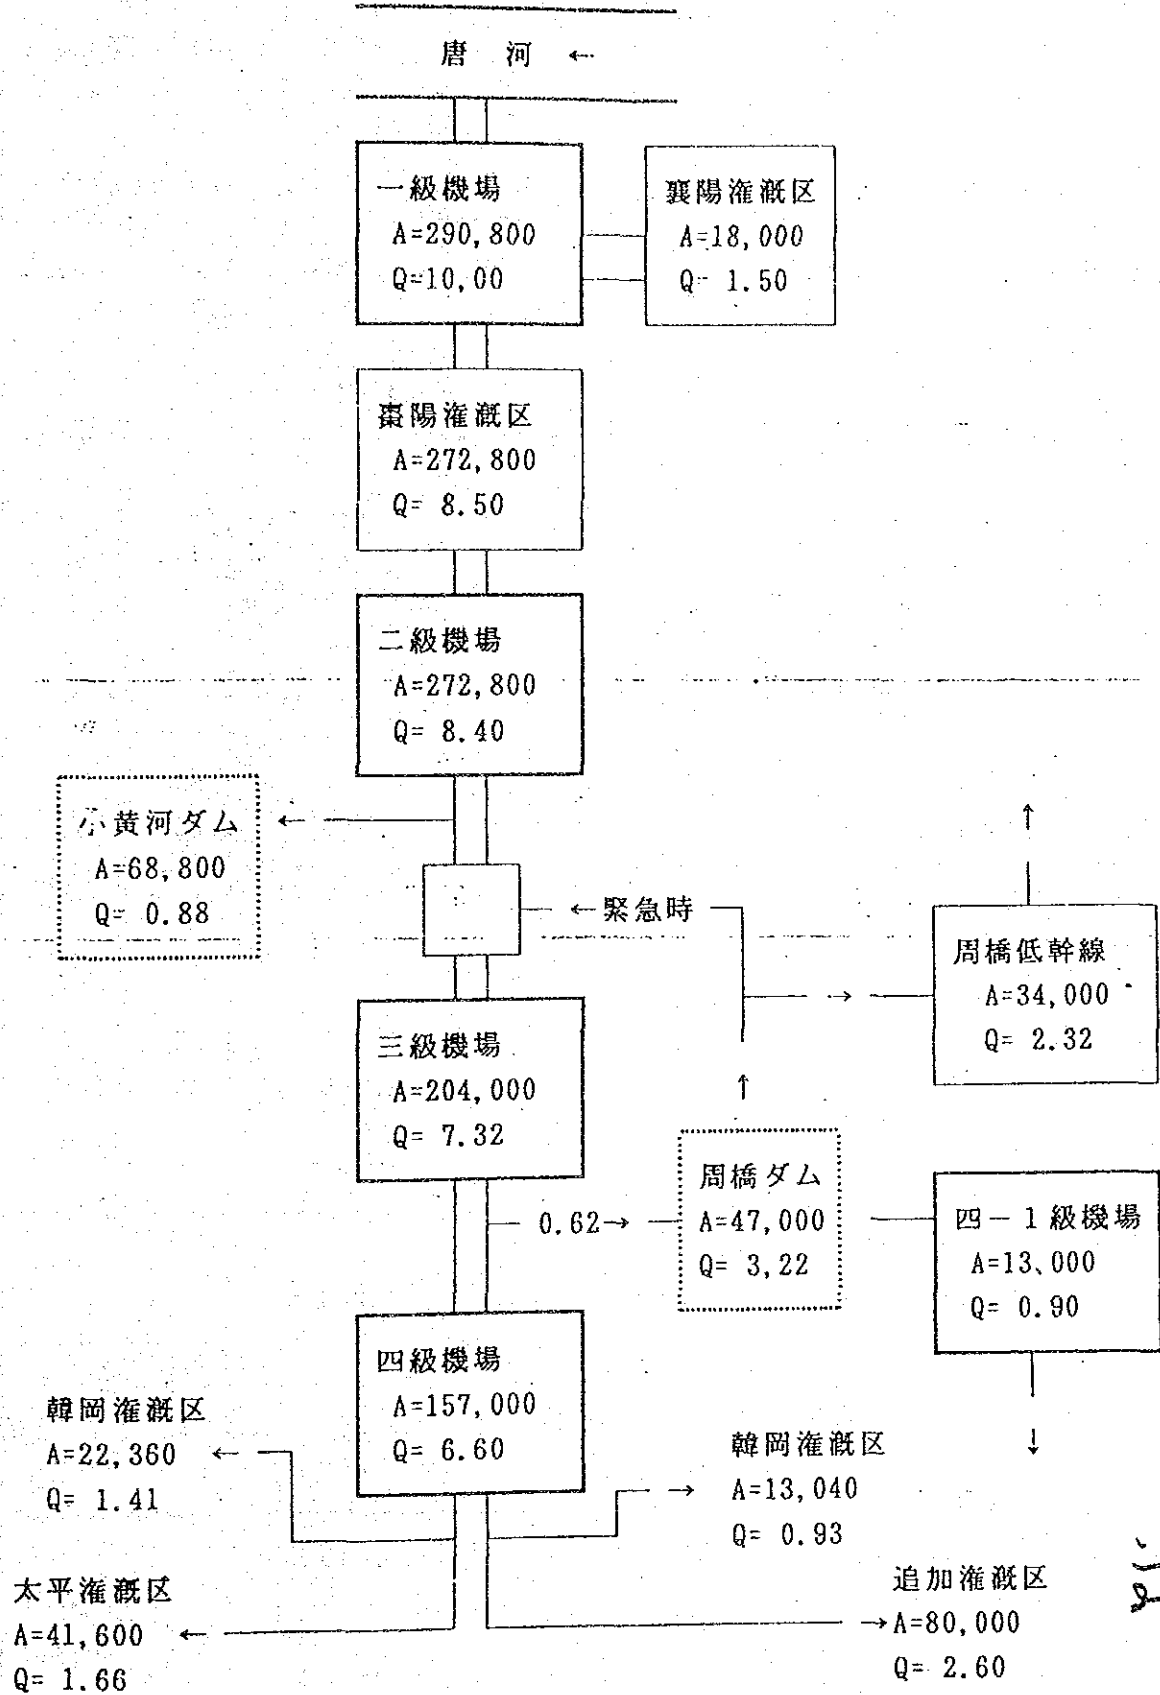 唐 河 ←
一級機場
A=290,800
Q=10,00
襄陽潅漑区
A=18,000
Q= 1.50
棗陽潅漑区
A=272,800
Q= 8.50
二級機場
A=272,800
Q= 8.40
小黄河ダム
A=68,800
Q= 0.88
←
←緊急時
↑
→
周橋低幹線
A=34,000
Q= 2.32
三級機場
A=204,000
Q= 7.32
↑
0.62→
周橋ダム
A=47,000
Q= 3,22
四－1級機場
A=13、000
Q= 0.90
↓
四級機場
A=157,000
Q= 6.60
韓岡潅漑区
A=22,360 ←
Q= 1.41
→
韓岡潅漑区
A=13,040
Q= 0.93
太平潅漑区
A=41,600 ←
Q= 1.66
追加潅漑区
→A=80,000
Q= 2.60